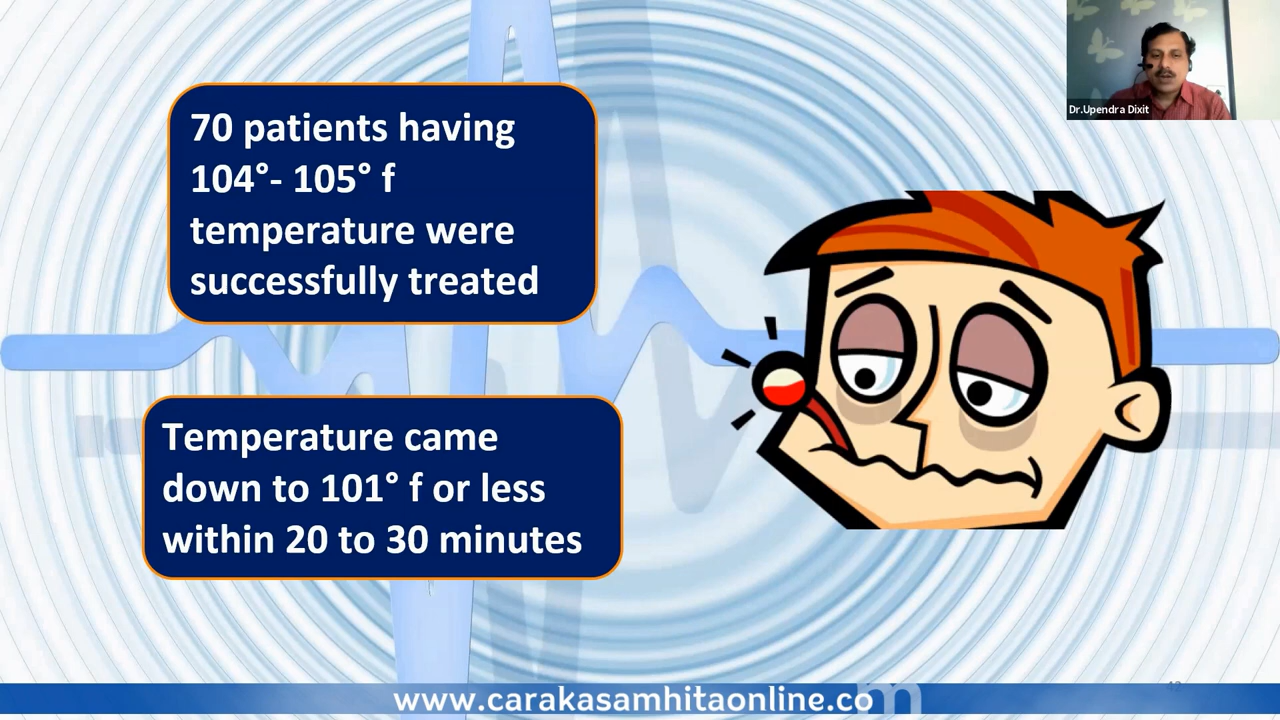 Dr.Upendra Dixit
70 patients having
104°- 105° f
temperature were
successfully treated
Temperature came
down to 101° f or less
within 20 to 30 minutes
www.carakasamhitaonline.com